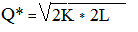 Q* = √2K * 2L